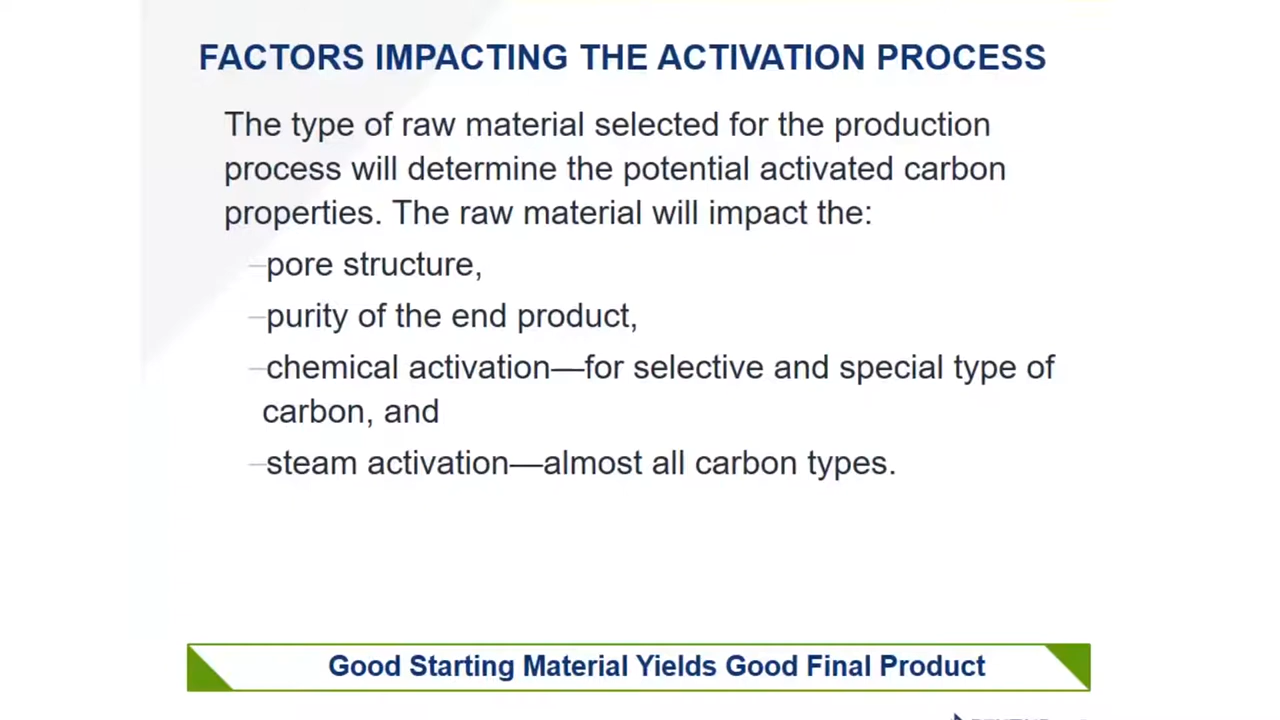 FACTORS IMPACTING THE ACTIVATION PROCESS
The type of raw material selected for the production
process will determine the potential activated carbon
properties. The raw material will impact the:
–pore structure,
–purity of the end product,
–chemical activation—for selective and special type of
carbon, and
–steam activation—almost all carbon types.
Good Starting Material Yields Good Final Product